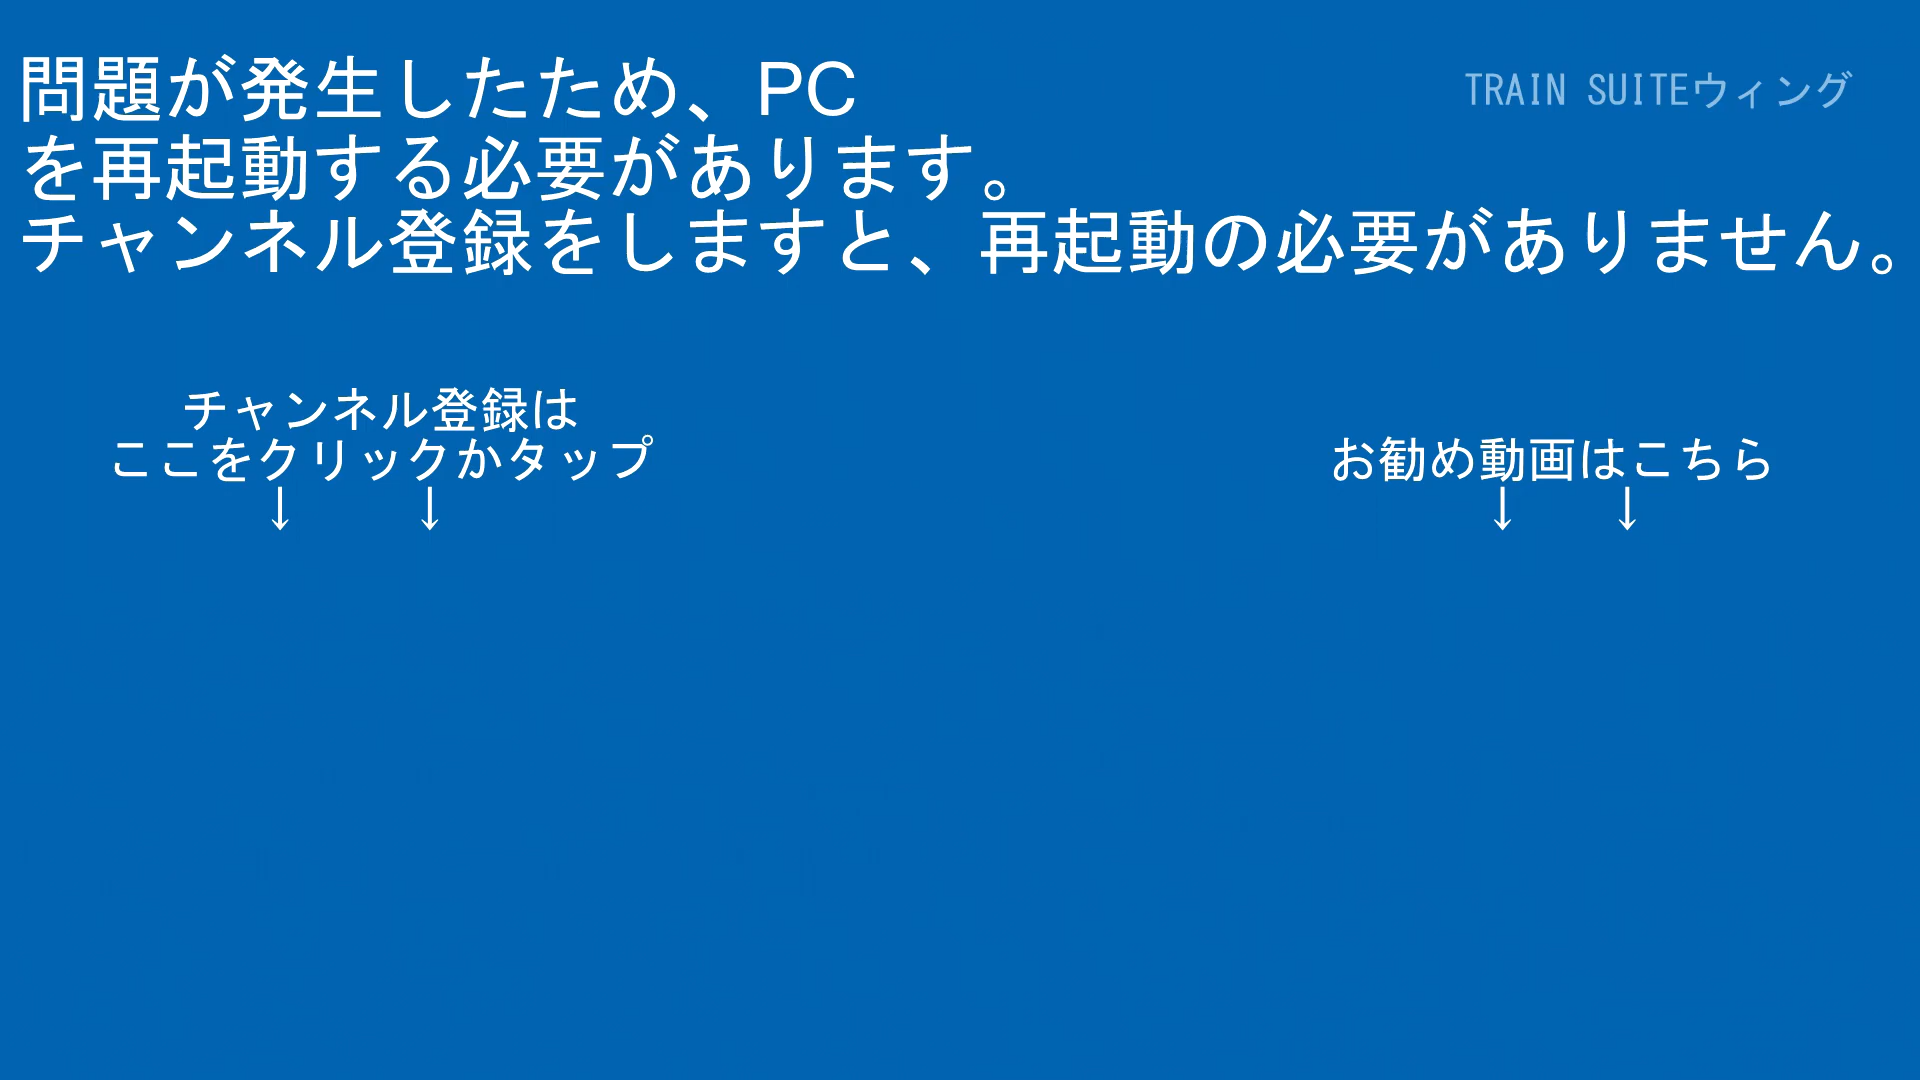 問題が発生したため、PC
TRAIN SUITEウィング
を再起動する必要があります。
チャンネル登録をしますと、再起動の必要がありません。
チャンネル登録は
ここをクリックかタップ
↓ ↓
お勧め動画はこちら
↓ ↓